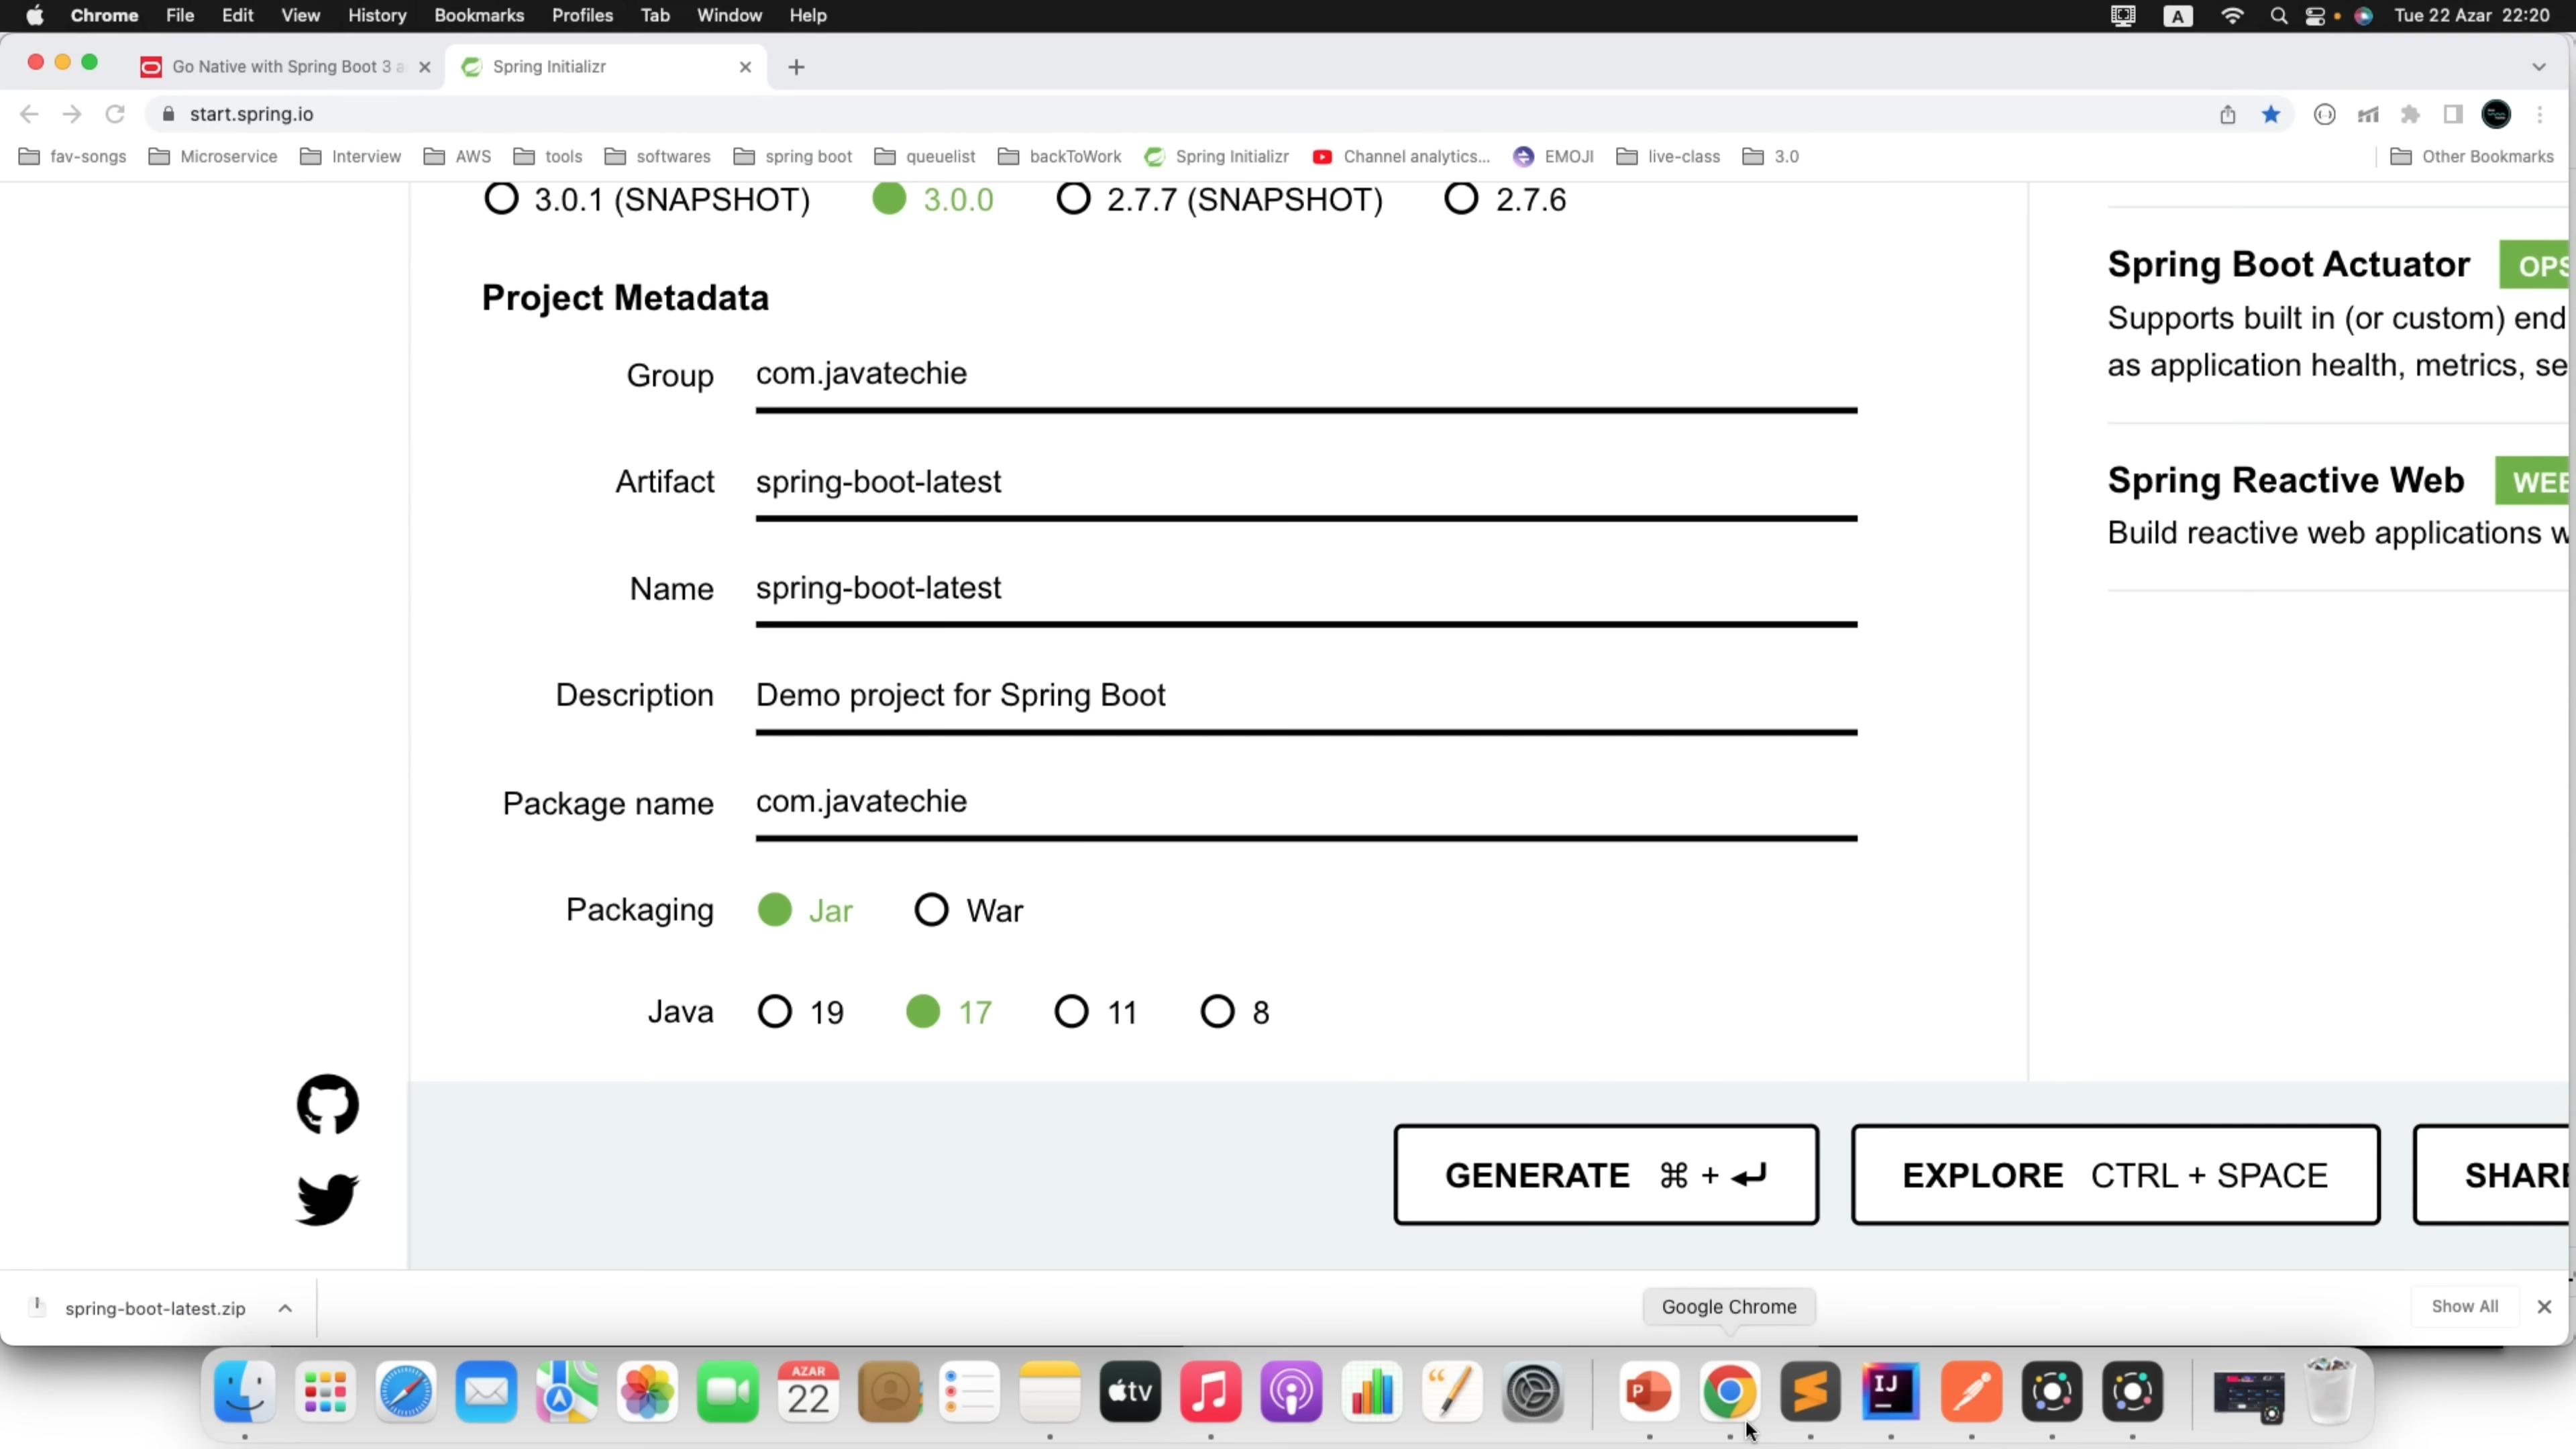 Chrome File Edit View History Bookmarks Profiles Tab Window Help A Tue 22 Azar 22:20
Go Native with Spring Boot 3 a Spring Initializr
start.spring.io
fav-songs Microservice Interview AWS tools softwares spring boot queuelist backToWork Spring Initializr Channel analytics... EMOJI live-class 3.0 Other Bookmarks
3.0.1 (SNAPSHOT) 3.0.0 2.7.7 (SNAPSHOT) 2.7.6
Project Metadata
Group com.javatechie
Artifact spring-boot-latest
Name spring-boot-latest
Description Demo project for Spring Boot
Package name com.javatechie
Packaging Jar War
Java 19 17 11 8
Spring Boot Actuator OPS
Supports built in (or custom) end
as application health, metrics, se
Spring Reactive Web WEB
Build reactive web applications w
GENERATE ⌘ + ↵ EXPLORE CTRL + SPACE SHARE
spring-boot-latest.zip Google Chrome Show All
AZAR
22
tv
P
IJ